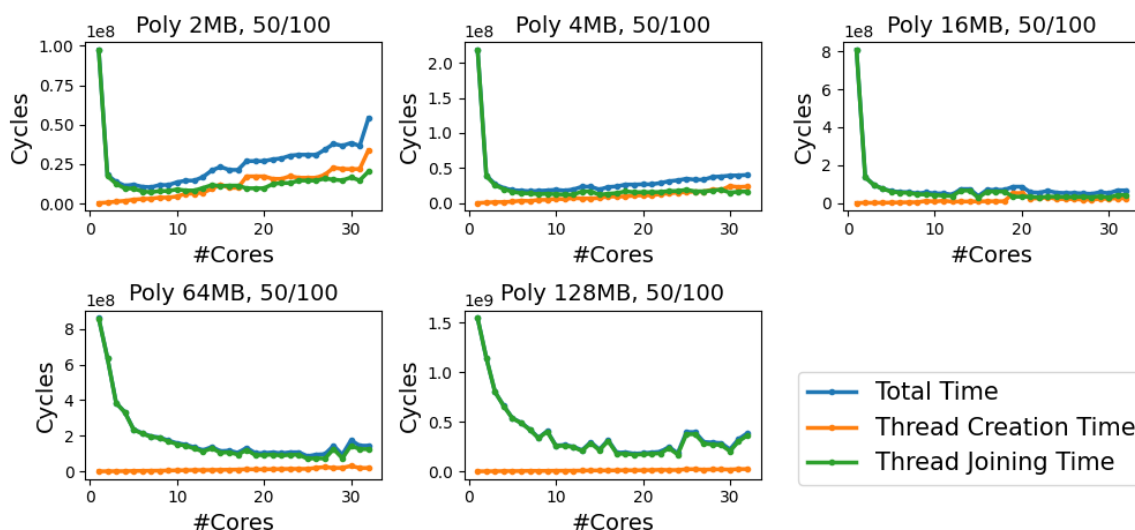 Poly 2MB, 50/100
1e8
1.00
0.75
0.50
0.25
0.00
Cycles
0
10
20
30
#Cores
Poly 4MB, 50/100
1e8
2.0
1.5
1.0
0.5
0.0
Cycles
0
10
20
30
#Cores
Poly 16MB, 50/100
1e8
8
6
4
2
0
Cycles
0
10
20
30
#Cores
Poly 64MB, 50/100
1e8
8
6
4
2
0
Cycles
0
10
20
30
#Cores
Poly 128MB, 50/100
1e9
1.5
1.0
0.5
0.0
Cycles
0
10
20
30
#Cores
Total Time
Thread Creation Time
Thread Joining Time